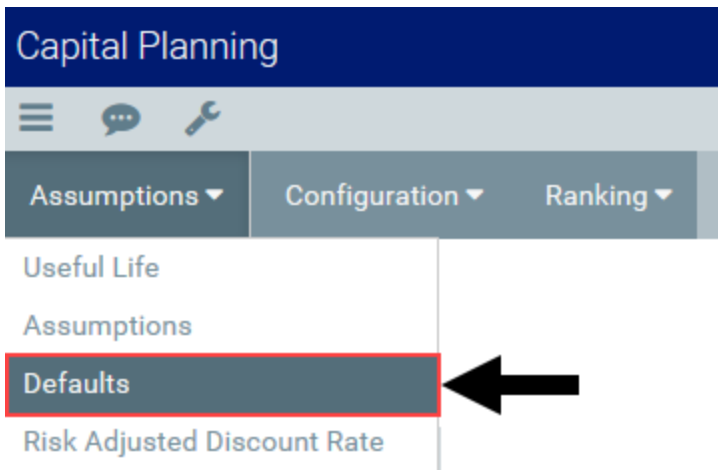 Capital Planning
Assumptions Configuration Ranking
Useful Life
Assumptions
Defaults
Risk Adjusted Discount Rate